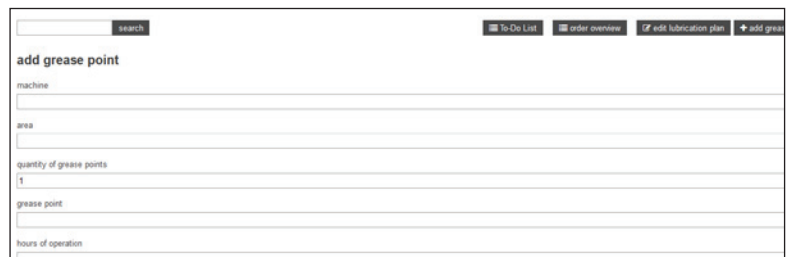 search To-Do List order overview edit lubrication plan + add greas
add grease point
machine
area
quantity of grease points
1
grease point
hours of operation